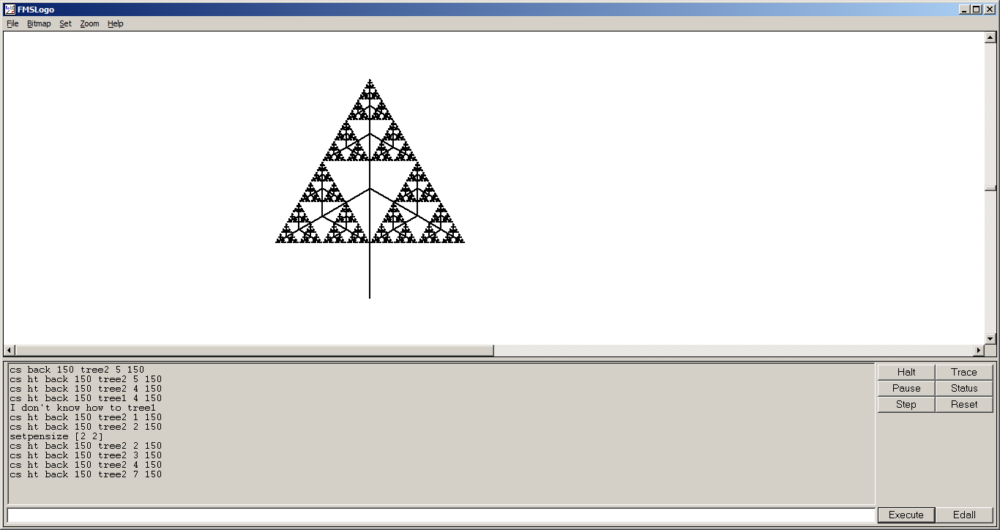 FMSLogo
File Bitmap Set Zoom Help
cs back 150 tree2 5 150
cs ht back 150 tree2 5 150
cs ht back 150 tree2 4 150
cs ht back 150 tree1 4 150
I don't know how to tree1
cs ht back 150 tree2 1 150
cs ht back 150 tree2 2 150
setpensize [2 2]
cs ht back 150 tree2 2 150
cs ht back 150 tree2 3 150
cs ht back 150 tree2 4 150
cs ht back 150 tree2 7 150
Halt Trace
Pause Status
Step Reset
Execute Edall